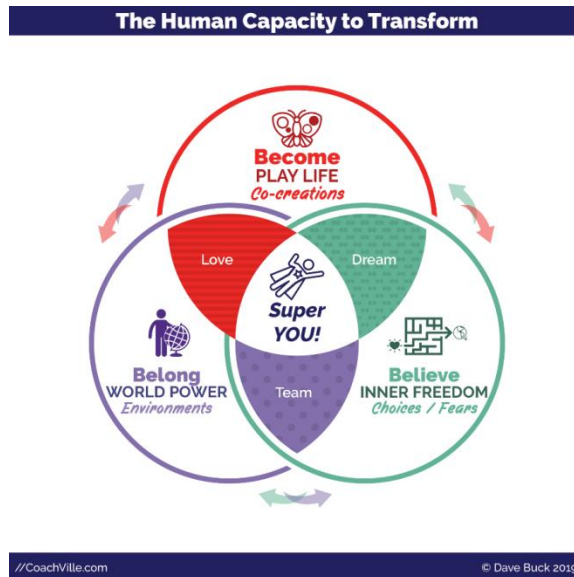 The Human Capacity to Transform
Become
PLAY LIFE
Co-creations
Love
Dream
Super
YOU!
Belong
WORLD POWER
Environments
Believe
INNER FREEDOM
Choices / Fears
Team
//CoachVille.com
© Dave Buck 2019